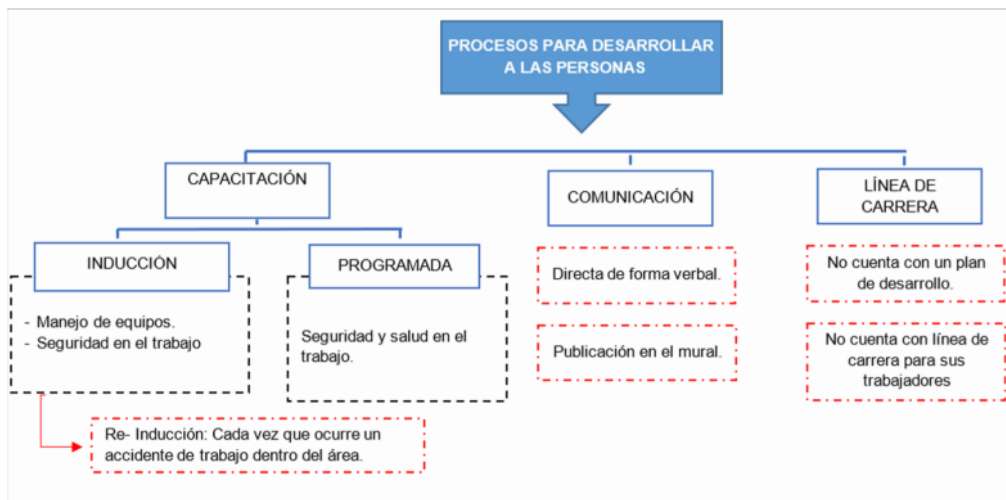 PROCESOS PARA DESARROLLAR
A LAS PERSONAS
CAPACITACIÓN
COMUNICACIÓN
LÍNEA DE
CARRERA
INDUCCIÓN
PROGRAMADA
- Manejo de equipos.
- Seguridad en el trabajo
Seguridad y salud en el
trabajo.
Directa de forma verbal.
Publicación en el mural.
No cuenta con un plan
de desarrollo.
No cuenta con línea de
carrera para sus
trabajadores
Re- Inducción: Cada vez que ocurre un
accidente de trabajo dentro del área.